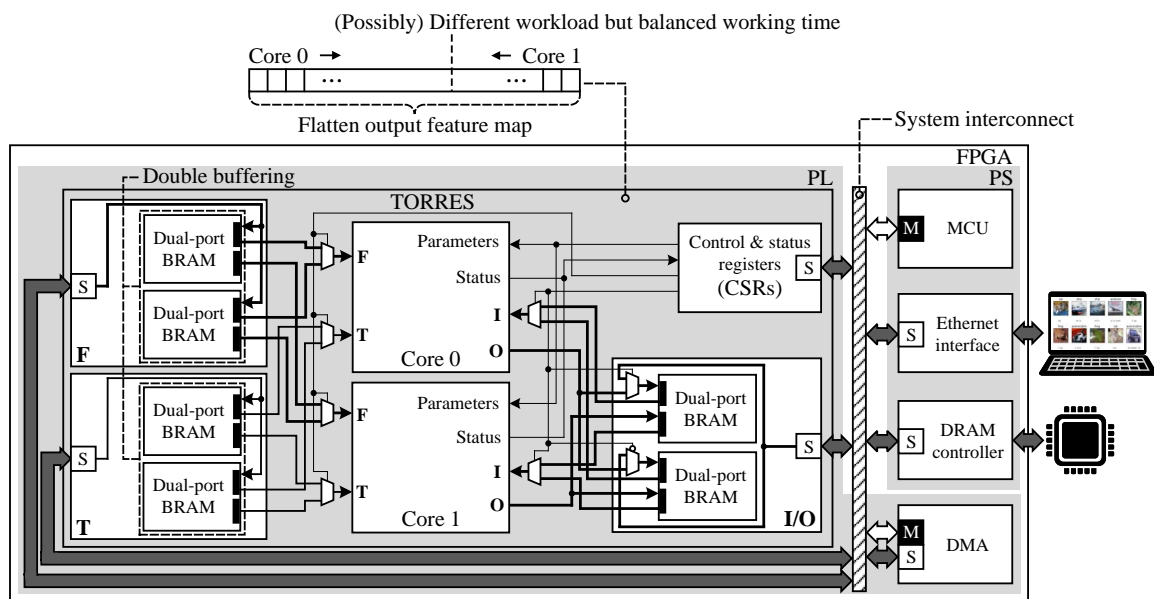 (Possibly) Different workload but balanced working time
Core 0
Core 1
...
...
Flatten output feature map
System interconnect
FPGA
PL
PS
Double buffering
TORRES
Dual-port
BRAM
Dual-port
BRAM
S
F
Dual-port
BRAM
Dual-port
BRAM
S
T
Parameters
Status
F
T
I
O
Core 0
Parameters
Status
F
T
I
O
Core 1
Control & status
registers
(CSRs)
S
Dual-port
BRAM
Dual-port
BRAM
S
I/O
M
MCU
S
Ethernet
interface
S
DRAM
controller
M
S
DMA